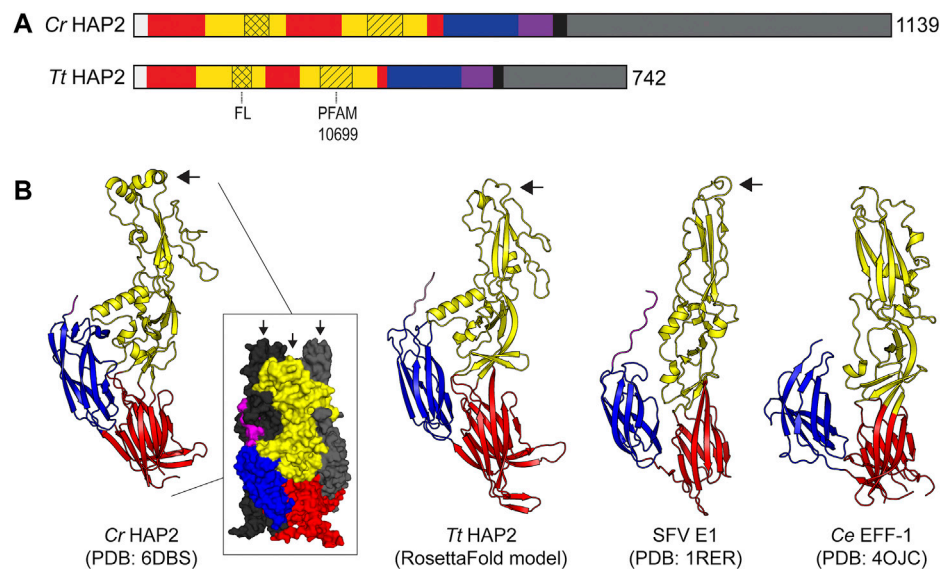 A
Cr HAP2
1139
Tt HAP2
742
FL
PFAM
10699
B
Cr HAP2
(PDB: 6DBS)
Tt HAP2
(RosettaFold model)
SFV E1
(PDB: 1RER)
Ce EFF-1
(PDB: 4OJC)